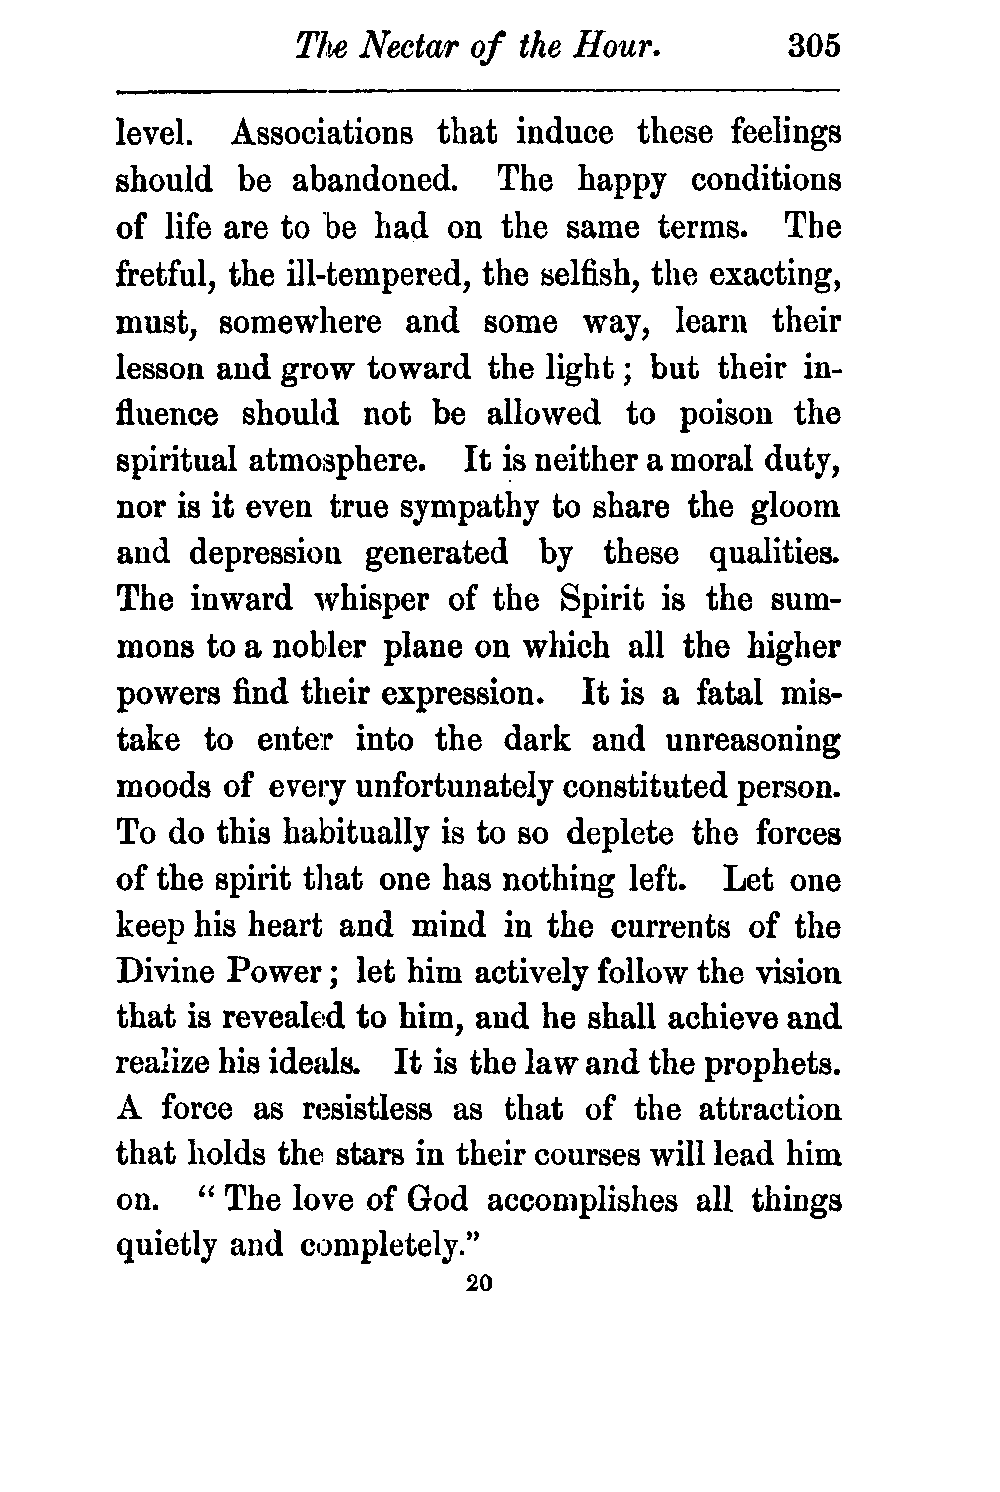 The Nectar of the Hour. 305
level. Associations that induce these feelings
should be abandoned. The happy conditions
of life are to be had on the same terms. The
fretful, the ill-tempered, the selfish, the exacting,
must, somewhere and some way, learn their
lesson and grow toward the light ; but their in-
fluence should not be allowed to poison the
spiritual atmosphere. It is neither a moral duty,
nor is it even true sympathy to share the gloom
and depression generated by these qualities.
The inward whisper of the Spirit is the sum-
mons to a nobler plane on which all the higher
powers find their expression. It is a fatal mis-
take to enter into the dark and unreasoning
moods of every unfortunately constituted person.
To do this habitually is to so deplete the forces
of the spirit that one has nothing left. Let one
keep his heart and mind in the currents of the
Divine Power ; let him actively follow the vision
that is revealed to him, and he shall achieve and
realize his ideals. It is the law and the prophets.
A force as resistless as that of the attraction
that holds the stars in their courses will lead him
on. “ The love of God accomplishes all things
quietly and completely.”
20